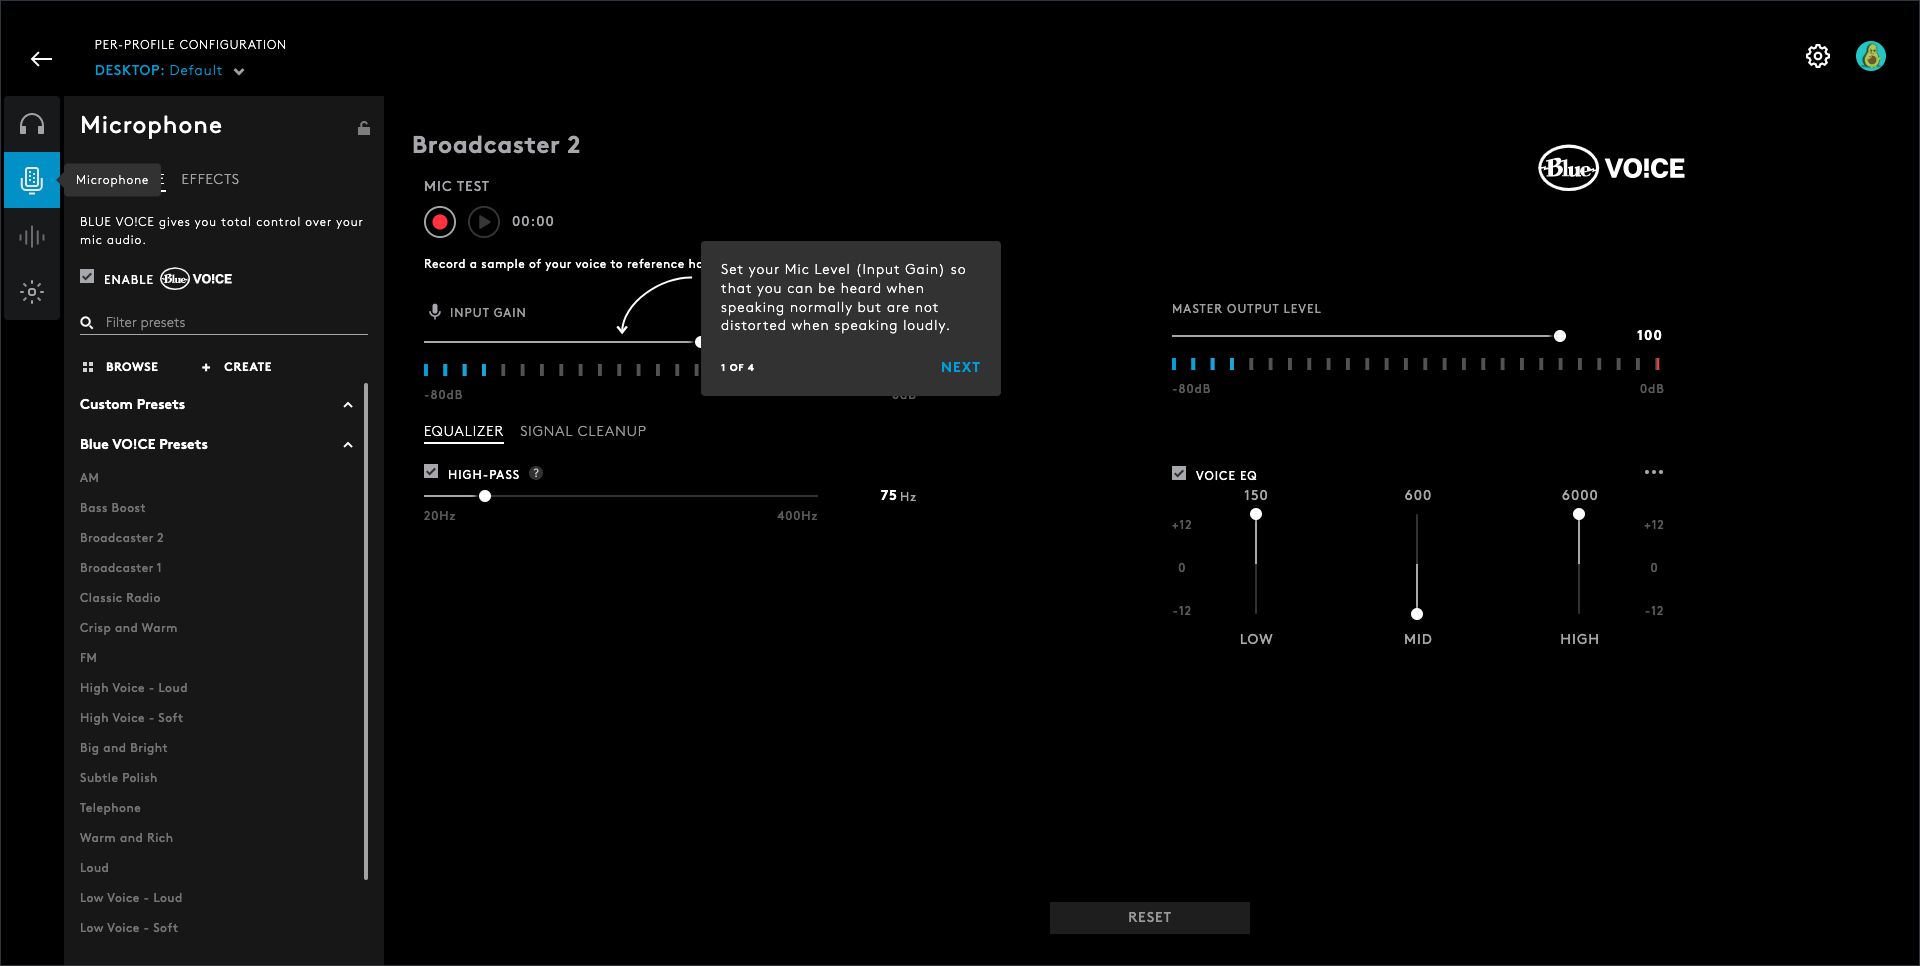 PER-PROFILE CONFIGURATION
DESKTOP: Default
Microphone
Microphone
EFFECTS
BLUE VO!CE gives you total control over your
mic audio.
ENABLE Blue VO!CE
Filter presets
BROWSE + CREATE
Custom Presets
Blue VO!CE Presets
AM
Bass Boost
Broadcaster 2
Broadcaster 1
Classic Radio
Crisp and Warm
FM
High Voice - Loud
High Voice - Soft
Big and Bright
Subtle Polish
Telephone
Warm and Rich
Loud
Low Voice - Loud
Low Voice - Soft
Broadcaster 2
Blue VO!CE
MIC TEST
00:00
Record a sample of your voice to reference
INPUT GAIN
-80dB
0dB
Set your Mic Level (Input Gain) so
that you can be heard when
speaking normally but are not
distorted when speaking loudly.
1 OF 4
NEXT
MASTER OUTPUT LEVEL
100
-80dB
0dB
EQUALIZER SIGNAL CLEANUP
HIGH-PASS ?
75 Hz
20Hz
400Hz
VOICE EQ
150 600 6000
+12 +12
0 0
-12 -12
LOW MID HIGH
RESET